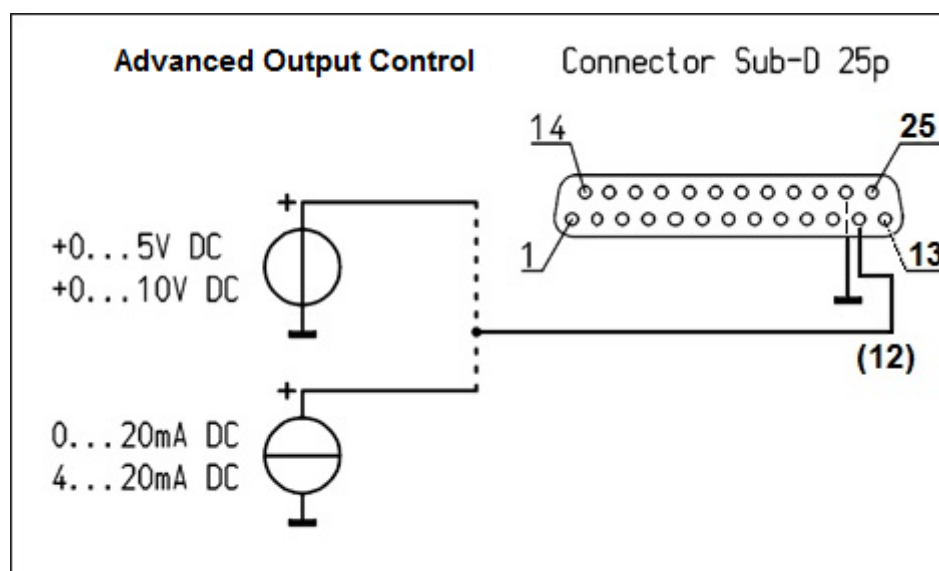 Advanced Output Control
Connector Sub-D 25p
14
25
+
+0...5V DC
+0...10V DC
1
13
(12)
+
0...20mA DC
4...20mA DC